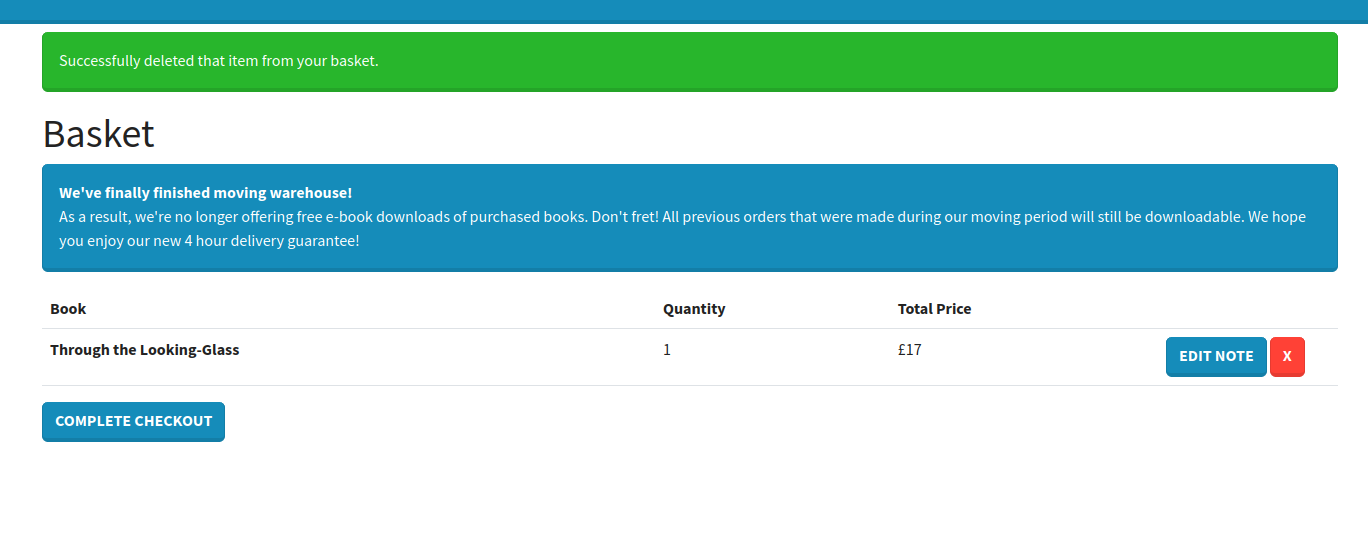 Successfully deleted that item from your basket.
Basket
We've finally finished moving warehouse!
As a result, we're no longer offering free e-book downloads of purchased books. Don't fret! All previous orders that were made during our moving period will still be downloadable. We hope
you enjoy our new 4 hour delivery guarantee!
Book Quantity Total Price
Through the Looking-Glass 1 £17 EDIT NOTE X
COMPLETE CHECKOUT